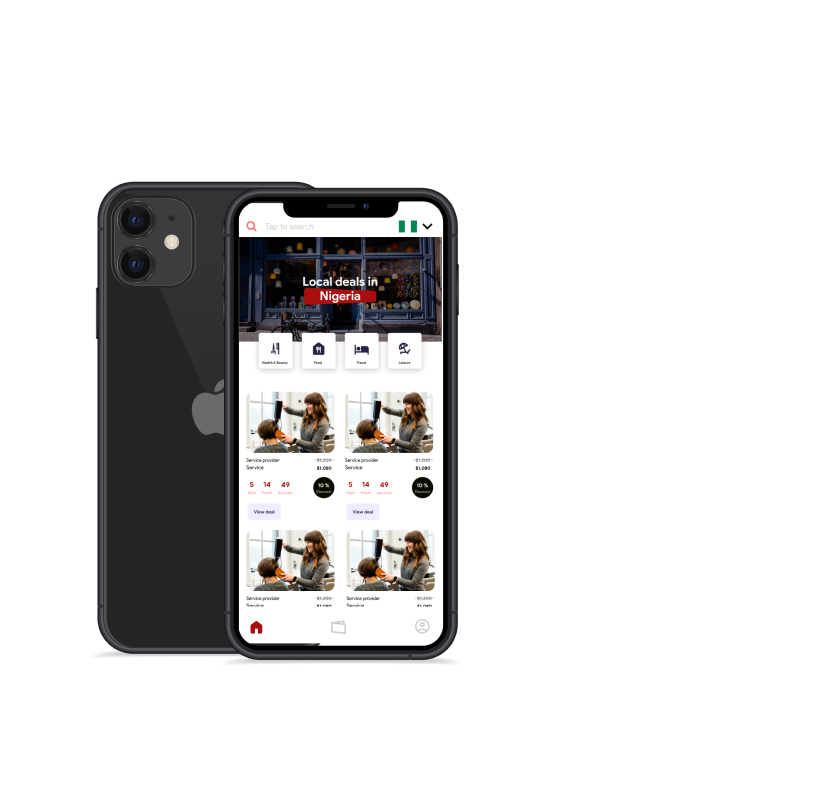 Tap to search
Local deals in
Nigeria
Health & Beauty
Food
Travel
Leisure
Service provider $1,200
Service $1,080
5 14 49
Days Hours Seconds
10 %
Discount
View deal
Service provider $1,200
Service $1,080
5 14 49
Days Hours Seconds
10 %
Discount
View deal
Service provider $1,200
Service $1,080
Service provider $1,200
Service $1,080